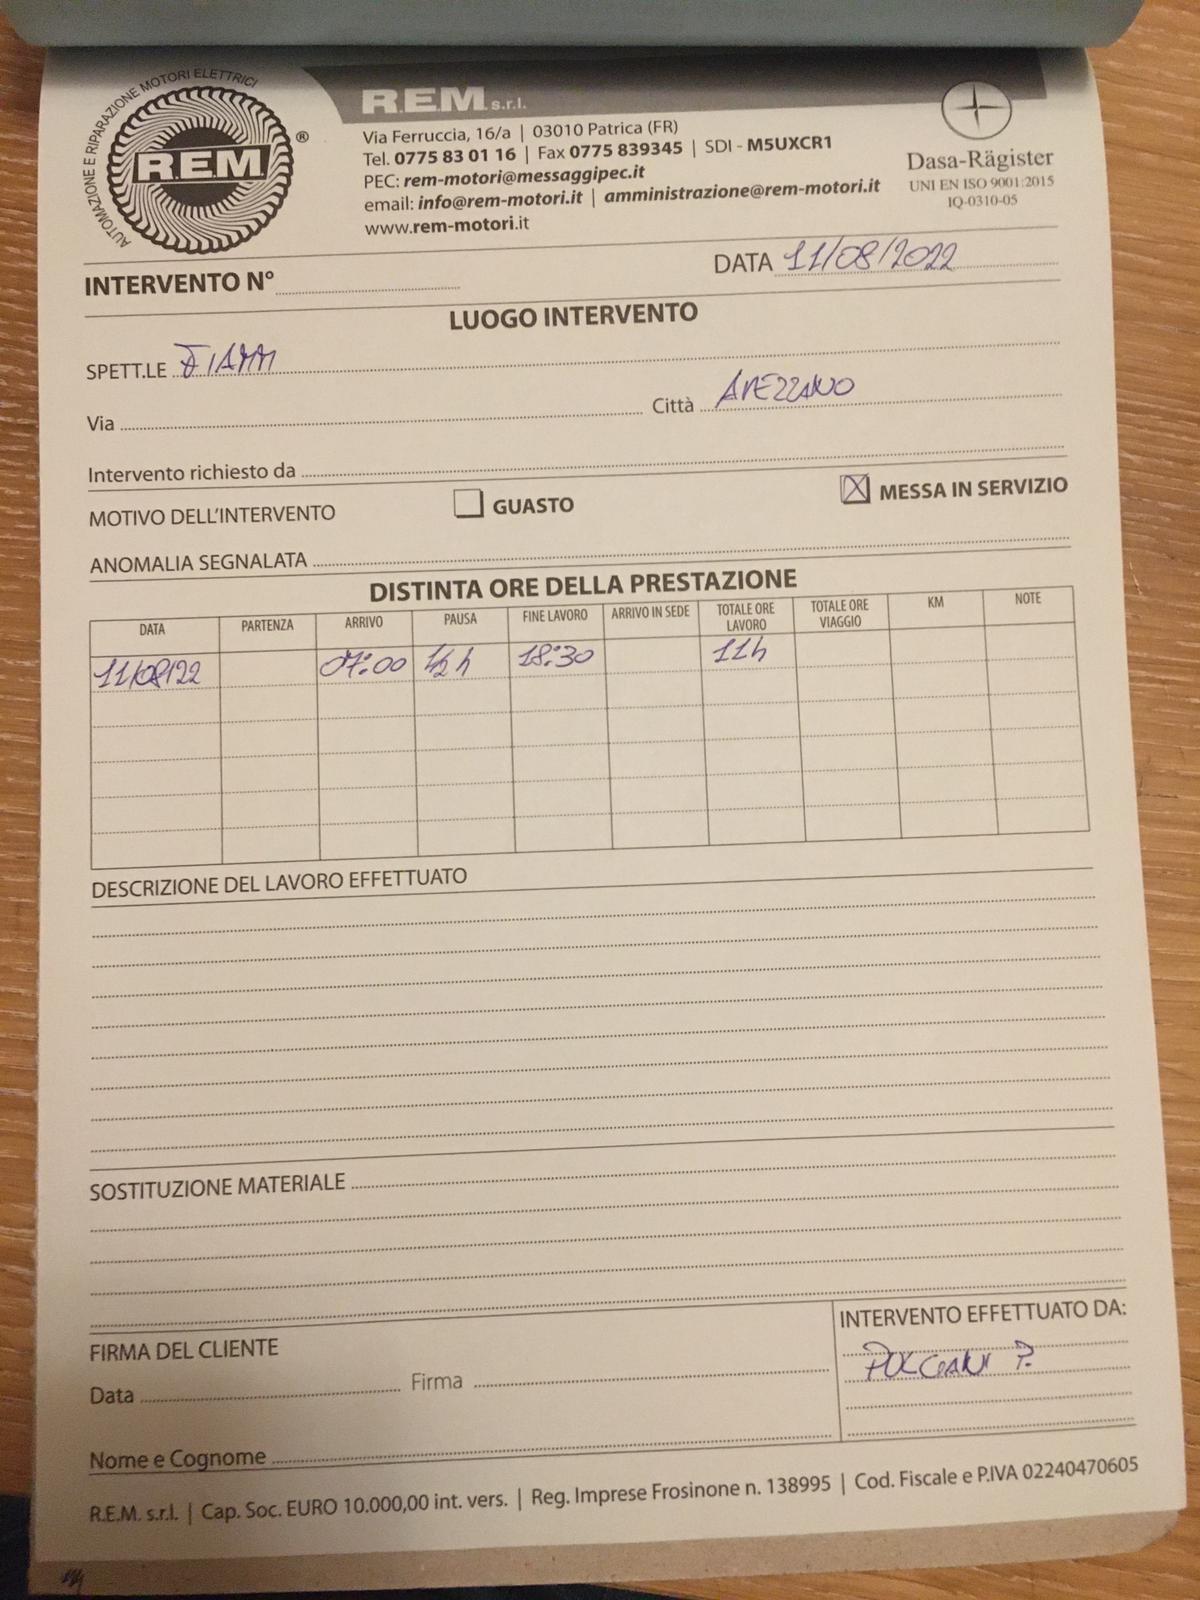 AUTOMAZIONE E RIPARAZIONE MOTORI ELETTRICI
R.E.M ®
R.E.M. s.r.l.
Via Ferruccia, 16/a | 03010 Patrica (FR)
Tel. 0775 83 01 16 | Fax 0775 839345 | SDI - M5UXCR1
PEC: rem-motori@messaggipec.it
email: info@rem-motori.it | amministrazione@rem-motori.it
www.rem-motori.it
Dasa-Rägister
UNI EN ISO 9001:2015
IQ-0310-05
INTERVENTO N° DATA 11/08/2022
LUOGO INTERVENTO
SPETT.LE FIAMM
Via Città AVEZZANO
Intervento richiesto da
MOTIVO DELL'INTERVENTO GUASTO X MESSA IN SERVIZIO
ANOMALIA SEGNALATA
DISTINTA ORE DELLA PRESTAZIONE
DATA PARTENZA ARRIVO PAUSA FINE LAVORO ARRIVO IN SEDE TOTALE ORE LAVORO TOTALE ORE VIAGGIO KM NOTE
11/08/22 07:00 1/2 h 18:30 11h
DESCRIZIONE DEL LAVORO EFFETTUATO
SOSTITUZIONE MATERIALE
FIRMA DEL CLIENTE
Data Firma
Nome e Cognome
INTERVENTO EFFETTUATO DA:
P.
R.E.M. s.r.l. | Cap. Soc. EURO 10.000,00 int. vers. | Reg. Imprese Frosinone n. 138995 | Cod. Fiscale e P.IVA 02240470605